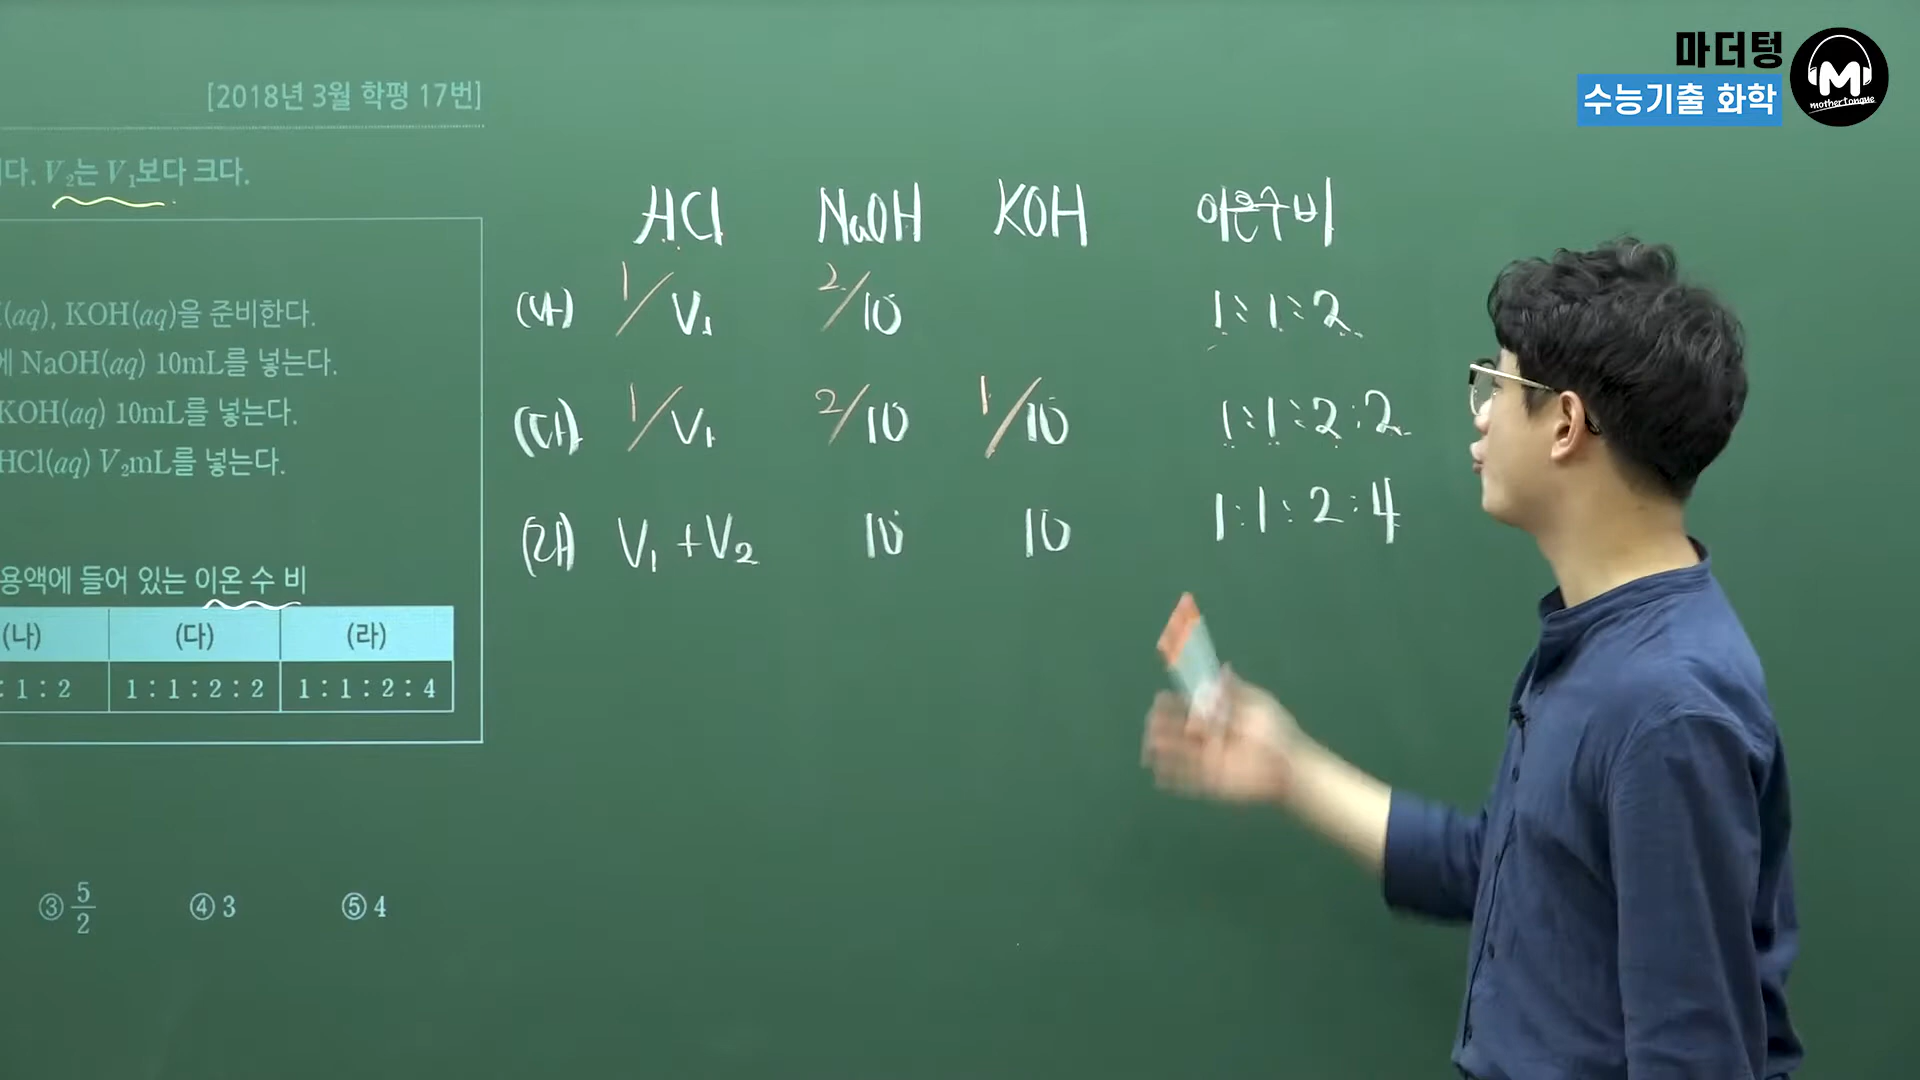 마더텅
수능기출 화학
M
mothertongue
[2018년 3월 학평 17번]
다. V₂는 V₁보다 크다.
(aq), KOH(aq)을 준비한다.
에 NaOH(aq) 10mL를 넣는다.
KOH(aq) 10mL를 넣는다.
HCl(aq) V₂mL를 넣는다.
용액에 들어 있는 이온 수 비
(나) (다) (라)
: 1 : 2 1 : 1 : 2 : 2 1 : 1 : 2 : 4
③ 5/2 ④ 3 ⑤ 4
HCl NaOH KOH 이온수비
(나) 1/V₁ 2/10 1:1:2
(다) 1/V₁ 2/10 1/10 1:1:2:2
(라) V₁+V₂ 10 10 1:1:2:4